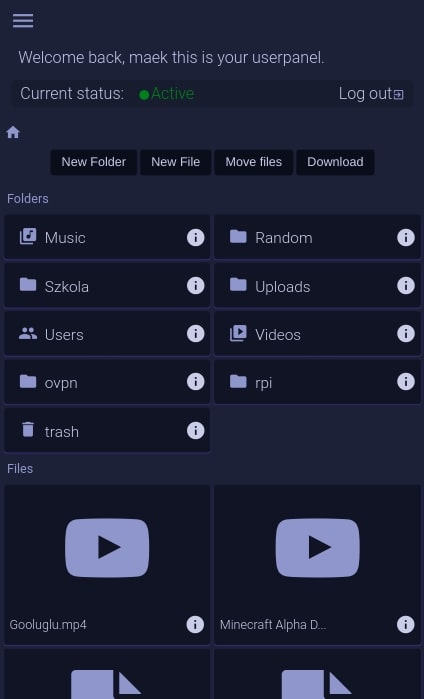 Welcome back, maek this is your userpanel.
Current status: Active Log out
New Folder New File Move files Download
Folders
Music Random
Szkola Uploads
Users Videos
ovpn rpi
trash
Files
Gooluglu.mp4 Minecraft Alpha D...